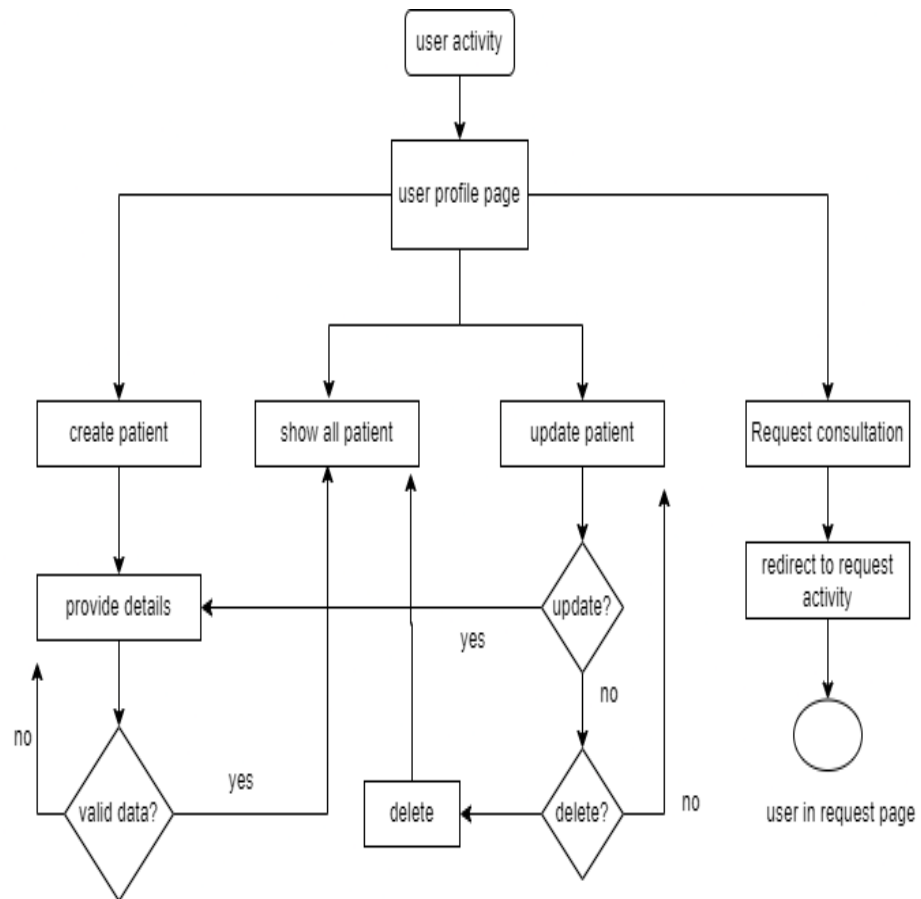 user activity
user profile page
create patient
show all patient
update patient
Request consultation
provide details
update?
redirect to request
activity
yes
no
no
yes
valid data?
delete
delete?
no
user in request page